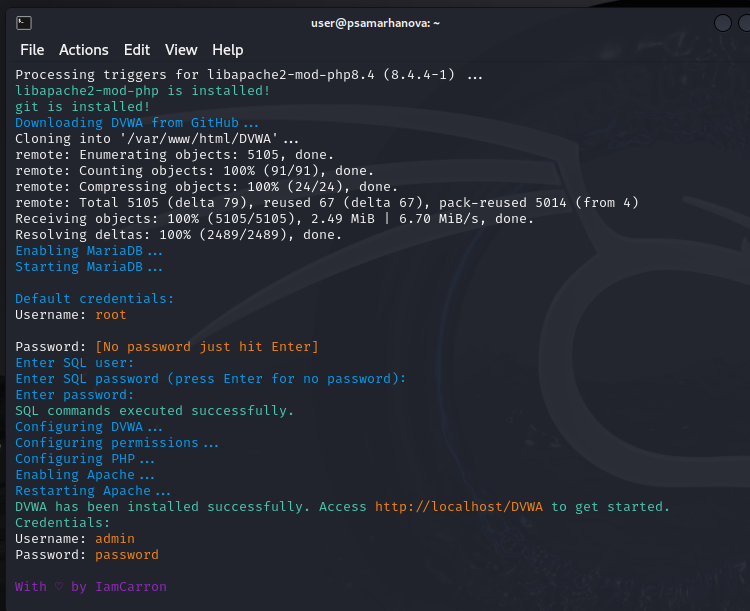 user@psamarhanova: ~
File Actions Edit View Help
Processing triggers for libapache2-mod-php8.4 (8.4.4-1) ...
libapache2-mod-php is installed!
git is installed!
Downloading DVWA from GitHub...
Cloning into '/var/www/html/DVWA'...
remote: Enumerating objects: 5105, done.
remote: Counting objects: 100% (91/91), done.
remote: Compressing objects: 100% (24/24), done.
remote: Total 5105 (delta 79), reused 67 (delta 67), pack-reused 5014 (from 4)
Receiving objects: 100% (5105/5105), 2.49 MiB | 6.70 MiB/s, done.
Resolving deltas: 100% (2489/2489), done.
Enabling MariaDB...
Starting MariaDB...
Default credentials:
Username: root
Password: [No password just hit Enter]
Enter SQL user:
Enter SQL password (press Enter for no password):
Enter password:
SQL commands executed successfully.
Configuring DVWA...
Configuring permissions...
Configuring PHP...
Enabling Apache...
Restarting Apache...
DVWA has been installed successfully. Access http://localhost/DVWA to get started.
Credentials:
Username: admin
Password: password
With ♡ by IamCarron